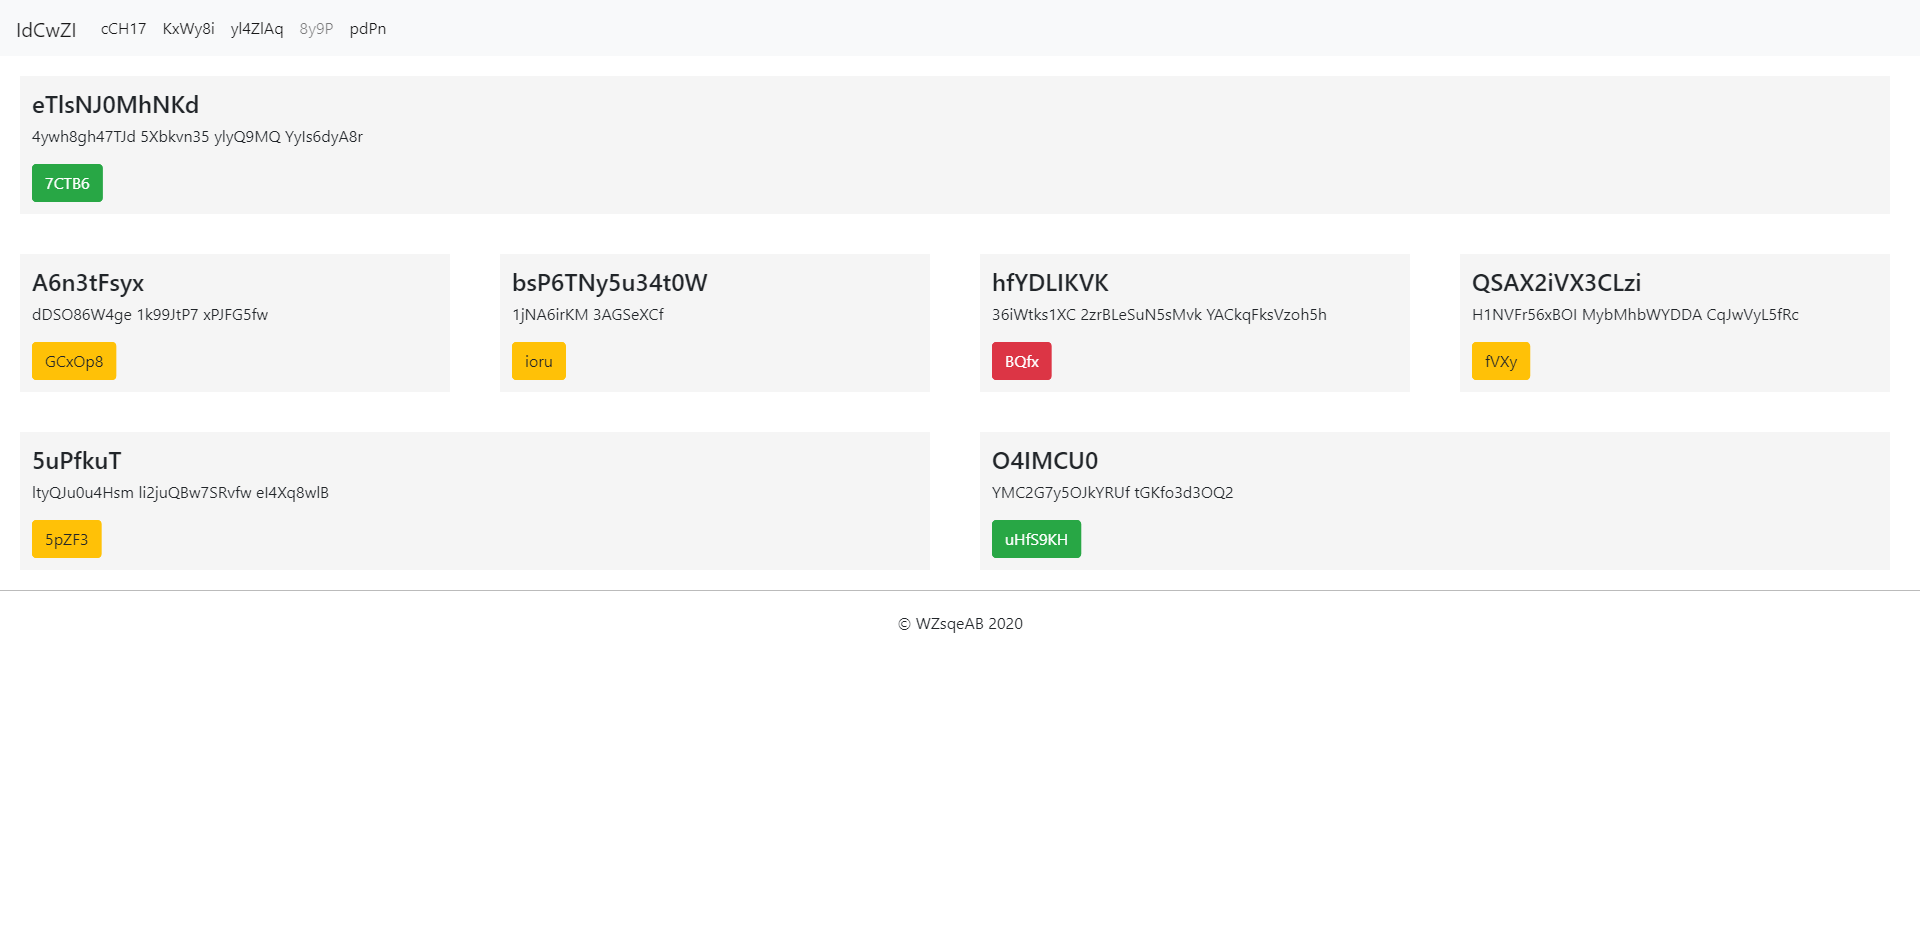 IdCwZI cCH17 KxWy8i yl4ZlAq 8y9P pdPn
eTlsNJ0MhNKd
4ywh8gh47TJd 5Xbkvn35 ylyQ9MQ YyIs6dyA8r
7CTB6
A6n3tFsyx
dDSO86W4ge 1k99JtP7 xPJFG5fw
GCxOp8
bsP6TNy5u34t0W
1jNA6irKM 3AGSeXCf
ioru
hfYDLIKVK
36iWtks1XC 2zrBLeSuN5sMvk YACkqFksVzoh5h
BQfx
QSAX2iVX3CLzi
H1NVFr56xBOI MybMhbWYDDA CqJwVyL5fRc
fVXy
5uPfkuT
ltyQJu0u4Hsm li2juQBw7SRvfw eI4Xq8wlB
5pZF3
O4IMCU0
YMC2G7y5OJkYRUf tGKfo3d3OQ2
uHfS9KH
© WZsqeAB 2020